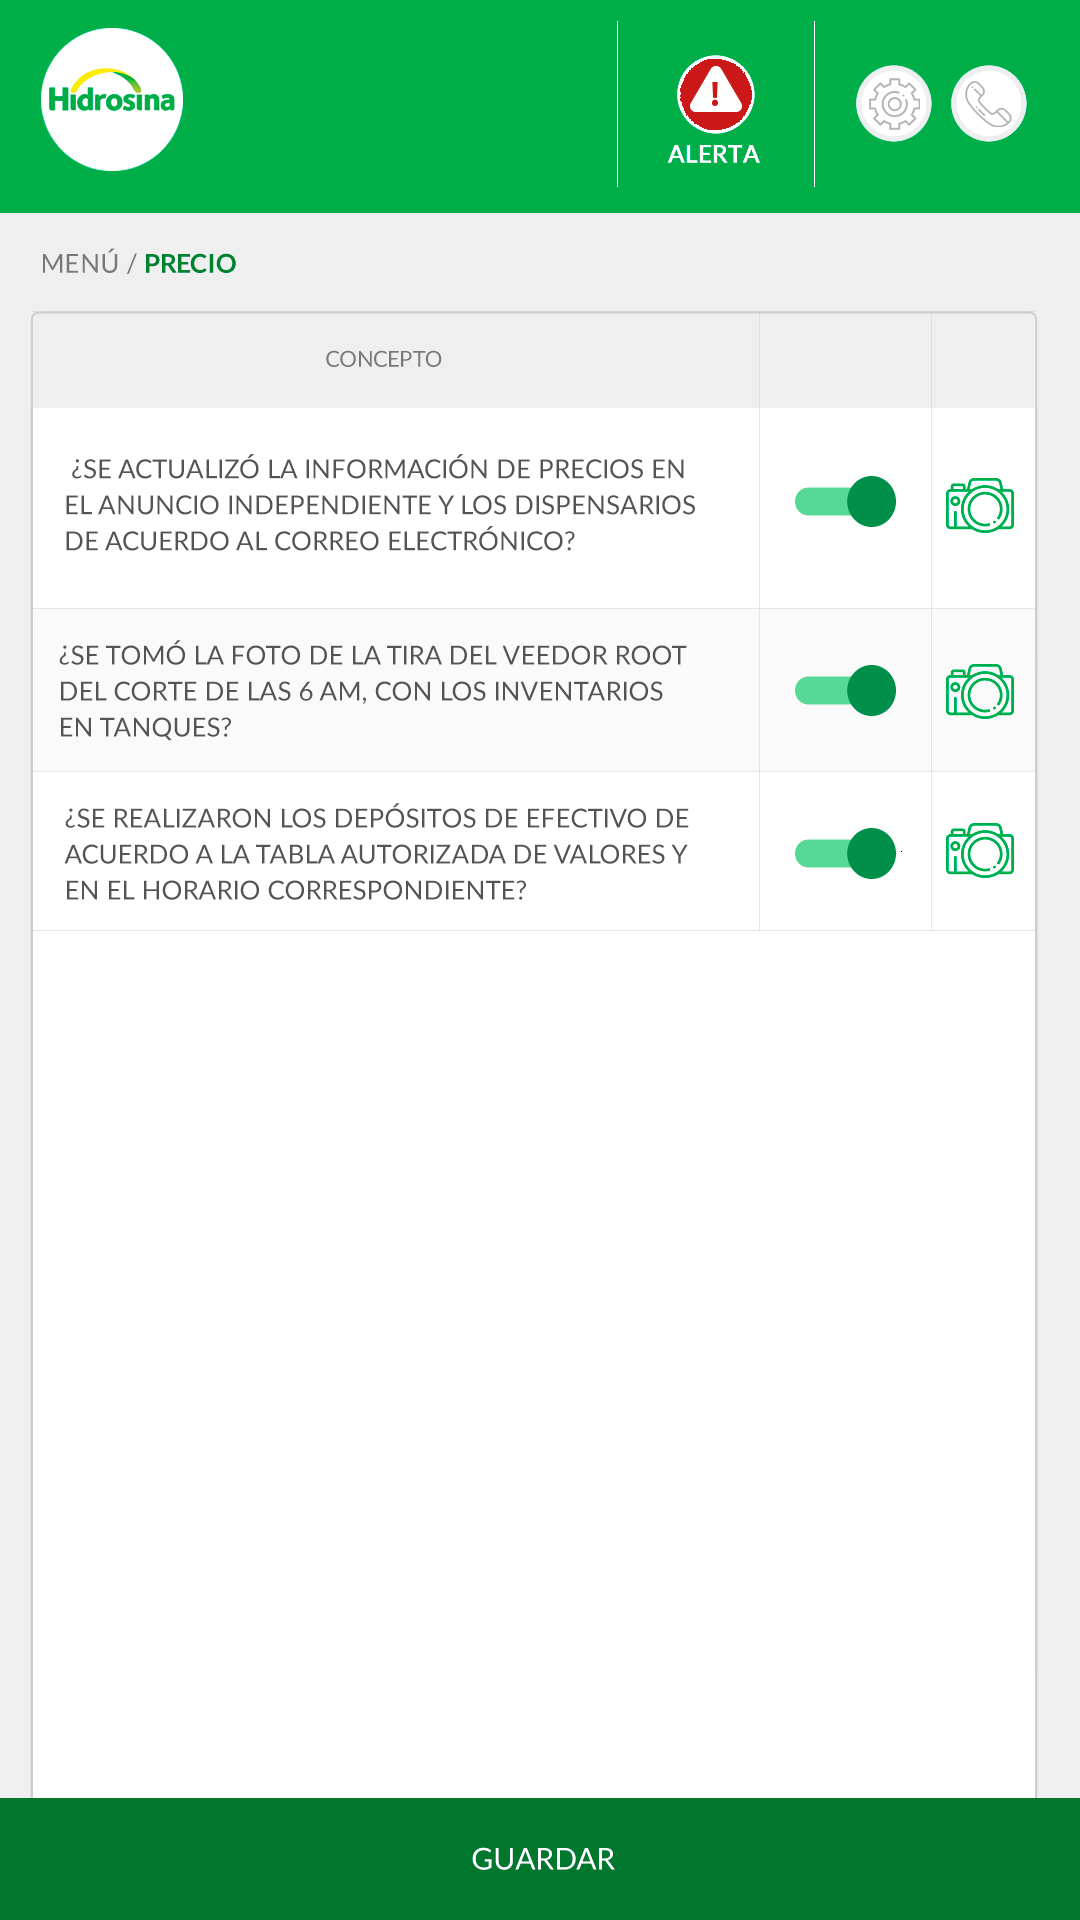 Hidrosina
ALERTA
MENÚ / PRECIO
CONCEPTO
¿SE ACTUALIZÓ LA INFORMACIÓN DE PRECIOS EN
EL ANUNCIO INDEPENDIENTE Y LOS DISPENSARIOS
DE ACUERDO AL CORREO ELECTRÓNICO?
¿SE TOMÓ LA FOTO DE LA TIRA DEL VEEDOR ROOT
DEL CORTE DE LAS 6 AM, CON LOS INVENTARIOS
EN TANQUES?
¿SE REALIZARON LOS DEPÓSITOS DE EFECTIVO DE
ACUERDO A LA TABLA AUTORIZADA DE VALORES Y
EN EL HORARIO CORRESPONDIENTE?
GUARDAR